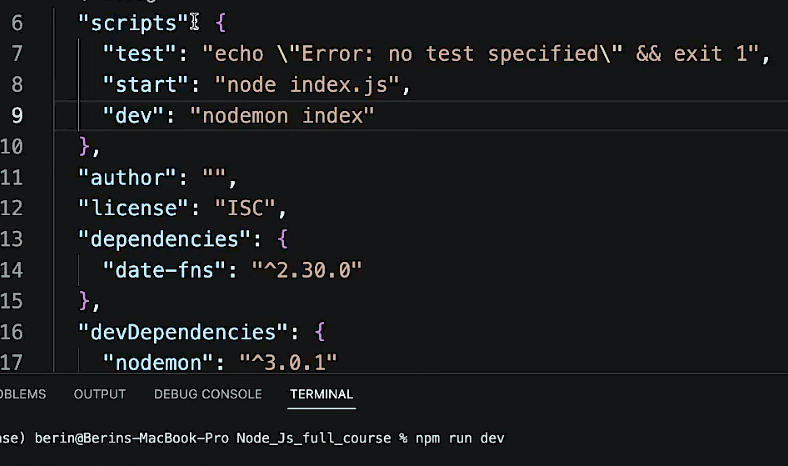 6 "scripts": {
7 "test": "echo \"Error: no test specified\" && exit 1",
8 "start": "node index.js",
9 "dev": "nodemon index"
10 },
11 "author": "",
12 "license": "ISC",
13 "dependencies": {
14 "date-fns": "^2.30.0"
15 },
16 "devDependencies": {
17 "nodemon": "^3.0.1"
OBLEMS OUTPUT DEBUG CONSOLE TERMINAL
ase) berin@Berins-MacBook-Pro Node_Js_full_course % npm run dev